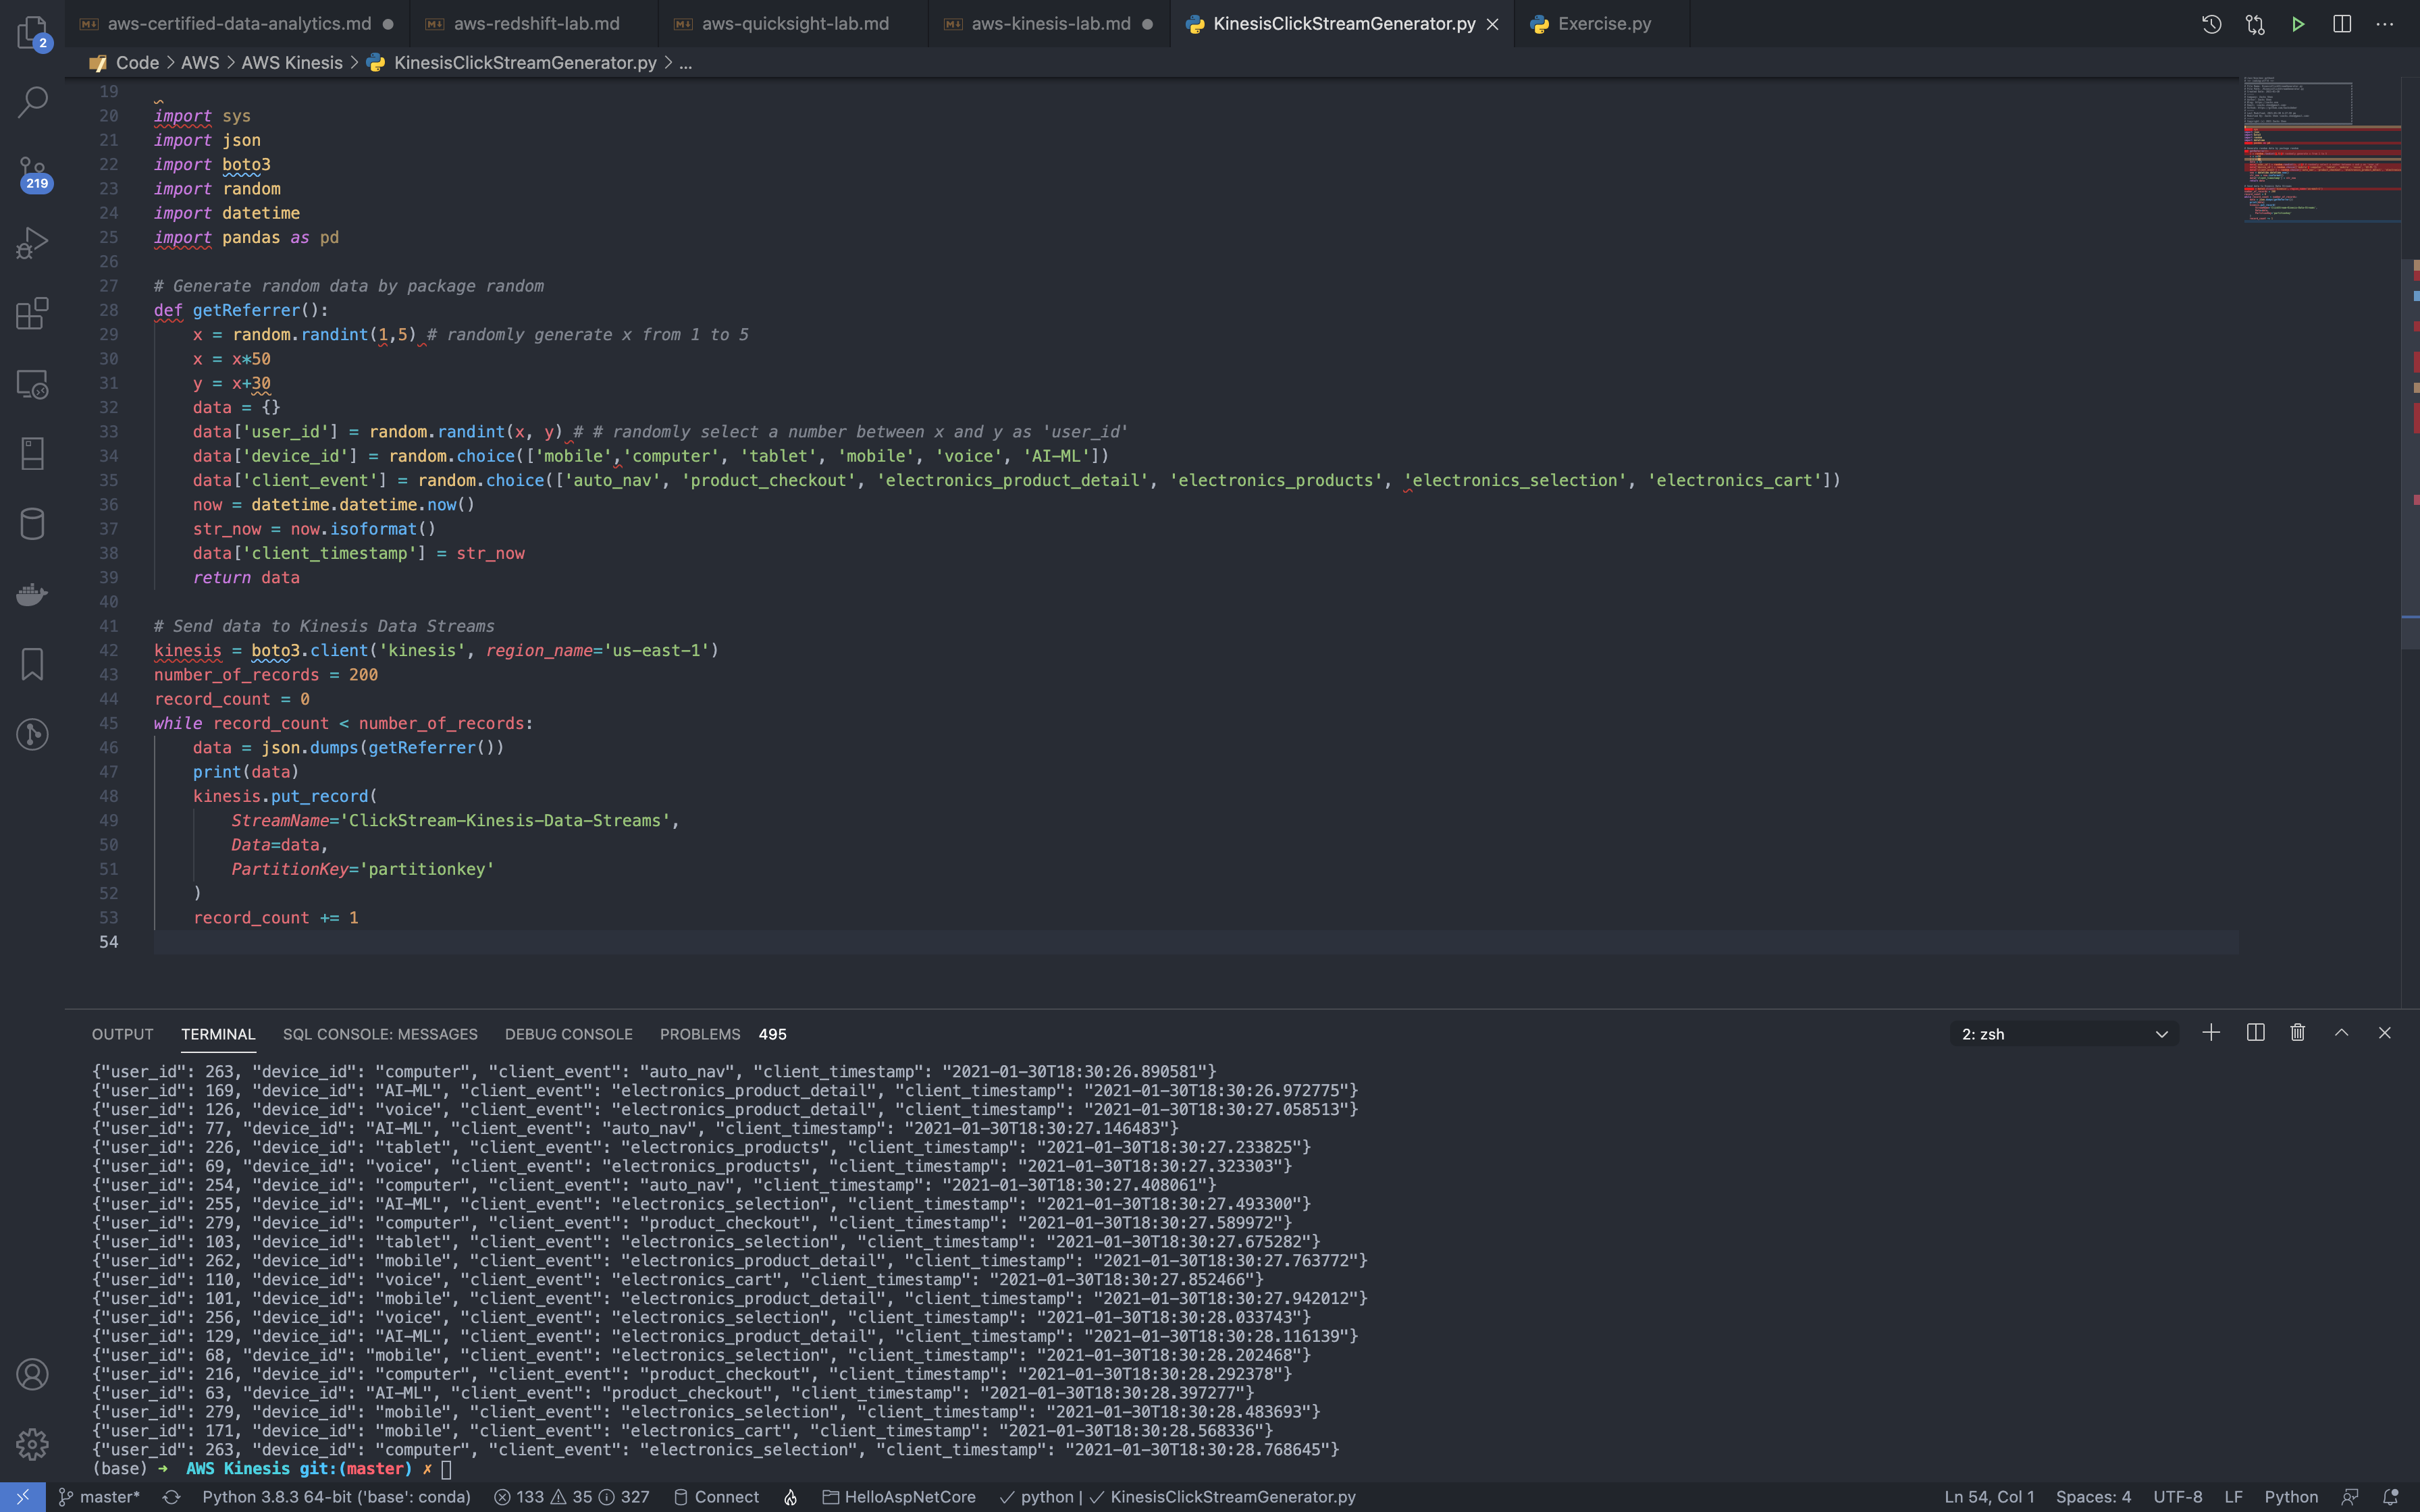 aws-certified-data-analytics.md
aws-redshift-lab.md
aws-quicksight-lab.md
aws-kinesis-lab.md
KinesisClickStreamGenerator.py
Exercise.py
2
Code > AWS > AWS Kinesis > KinesisClickStreamGenerator.py > ...
219
19
20 import sys
21 import json
22 import boto3
23 import random
24 import datetime
25 import pandas as pd
26
27 # Generate random data by package random
28 def getReferrer():
29 x = random.randint(1,5) # randomly generate x from 1 to 5
30 x = x*50
31 y = x+30
32 data = {}
33 data['user_id'] = random.randint(x, y) # # randomly select a number between x and y as 'user_id'
34 data['device_id'] = random.choice(['mobile','computer', 'tablet', 'mobile', 'voice', 'AI-ML'])
35 data['client_event'] = random.choice(['auto_nav', 'product_checkout', 'electronics_product_detail', 'electronics_products', 'electronics_selection', 'electronics_cart'])
36 now = datetime.datetime.now()
37 str_now = now.isoformat()
38 data['client_timestamp'] = str_now
39 return data
40
41 # Send data to Kinesis Data Streams
42 kinesis = boto3.client('kinesis', region_name='us-east-1')
43 number_of_records = 200
44 record_count = 0
45 while record_count < number_of_records:
46 data = json.dumps(getReferrer())
47 print(data)
48 kinesis.put_record(
49 StreamName='ClickStream-Kinesis-Data-Streams',
50 Data=data,
51 PartitionKey='partitionkey'
52 )
53 record_count += 1
54
OUTPUT TERMINAL SQL CONSOLE: MESSAGES DEBUG CONSOLE PROBLEMS 495 2: zsh
{"user_id": 263, "device_id": "computer", "client_event": "auto_nav", "client_timestamp": "2021-01-30T18:30:26.890581"}
{"user_id": 169, "device_id": "AI-ML", "client_event": "electronics_product_detail", "client_timestamp": "2021-01-30T18:30:26.972775"}
{"user_id": 126, "device_id": "voice", "client_event": "electronics_product_detail", "client_timestamp": "2021-01-30T18:30:27.058513"}
{"user_id": 77, "device_id": "AI-ML", "client_event": "auto_nav", "client_timestamp": "2021-01-30T18:30:27.146483"}
{"user_id": 226, "device_id": "tablet", "client_event": "electronics_products", "client_timestamp": "2021-01-30T18:30:27.233825"}
{"user_id": 69, "device_id": "voice", "client_event": "electronics_products", "client_timestamp": "2021-01-30T18:30:27.323303"}
{"user_id": 254, "device_id": "computer", "client_event": "auto_nav", "client_timestamp": "2021-01-30T18:30:27.408061"}
{"user_id": 255, "device_id": "AI-ML", "client_event": "electronics_selection", "client_timestamp": "2021-01-30T18:30:27.493300"}
{"user_id": 279, "device_id": "computer", "client_event": "product_checkout", "client_timestamp": "2021-01-30T18:30:27.589972"}
{"user_id": 103, "device_id": "tablet", "client_event": "electronics_selection", "client_timestamp": "2021-01-30T18:30:27.675282"}
{"user_id": 262, "device_id": "mobile", "client_event": "electronics_product_detail", "client_timestamp": "2021-01-30T18:30:27.763772"}
{"user_id": 110, "device_id": "voice", "client_event": "electronics_cart", "client_timestamp": "2021-01-30T18:30:27.852466"}
{"user_id": 101, "device_id": "mobile", "client_event": "electronics_product_detail", "client_timestamp": "2021-01-30T18:30:27.942012"}
{"user_id": 256, "device_id": "voice", "client_event": "electronics_selection", "client_timestamp": "2021-01-30T18:30:28.033743"}
{"user_id": 129, "device_id": "AI-ML", "client_event": "electronics_product_detail", "client_timestamp": "2021-01-30T18:30:28.116139"}
{"user_id": 68, "device_id": "mobile", "client_event": "electronics_selection", "client_timestamp": "2021-01-30T18:30:28.202468"}
{"user_id": 216, "device_id": "computer", "client_event": "product_checkout", "client_timestamp": "2021-01-30T18:30:28.292378"}
{"user_id": 63, "device_id": "AI-ML", "client_event": "product_checkout", "client_timestamp": "2021-01-30T18:30:28.397277"}
{"user_id": 279, "device_id": "mobile", "client_event": "electronics_selection", "client_timestamp": "2021-01-30T18:30:28.483693"}
{"user_id": 171, "device_id": "mobile", "client_event": "electronics_cart", "client_timestamp": "2021-01-30T18:30:28.568336"}
{"user_id": 263, "device_id": "computer", "client_event": "electronics_selection", "client_timestamp": "2021-01-30T18:30:28.768645"}
(base) → AWS Kinesis git:(master) ✗
master* Python 3.8.3 64-bit ('base': conda) 133 35 327 Connect HelloAspNetCore ✓ python | ✓ KinesisClickStreamGenerator.py Ln 54, Col 1 Spaces: 4 UTF-8 LF Python